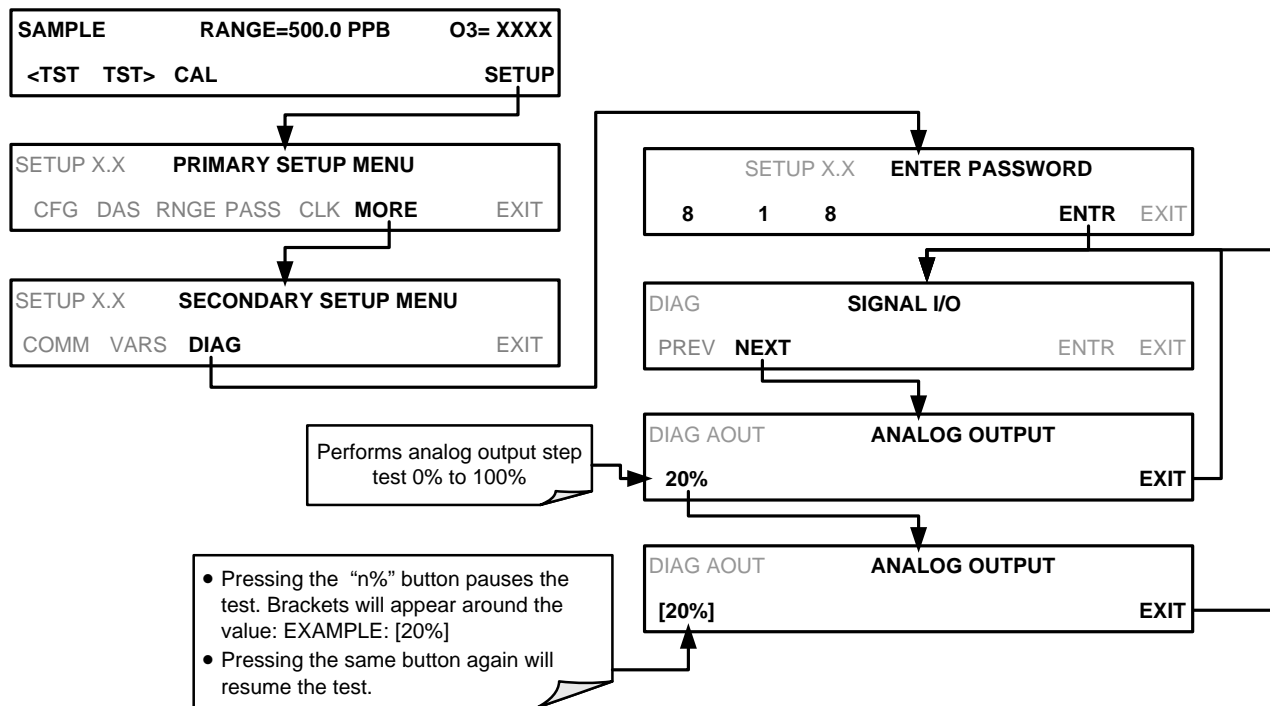 SAMPLE RANGE=500.0 PPB O3= XXXX
<TST TST> CAL SETUP
SETUP X.X PRIMARY SETUP MENU
CFG DAS RNGE PASS CLK MORE EXIT
SETUP X.X SECONDARY SETUP MENU
COMM VARS DIAG EXIT
SETUP X.X ENTER PASSWORD
8 1 8 ENTR EXIT
DIAG SIGNAL I/O
PREV NEXT ENTR EXIT
Performs analog output step
test 0% to 100%
DIAG AOUT ANALOG OUTPUT
20% EXIT
• Pressing the “n%” button pauses the
test. Brackets will appear around the
value: EXAMPLE: [20%]
• Pressing the same button again will
resume the test.
DIAG AOUT ANALOG OUTPUT
[20%] EXIT